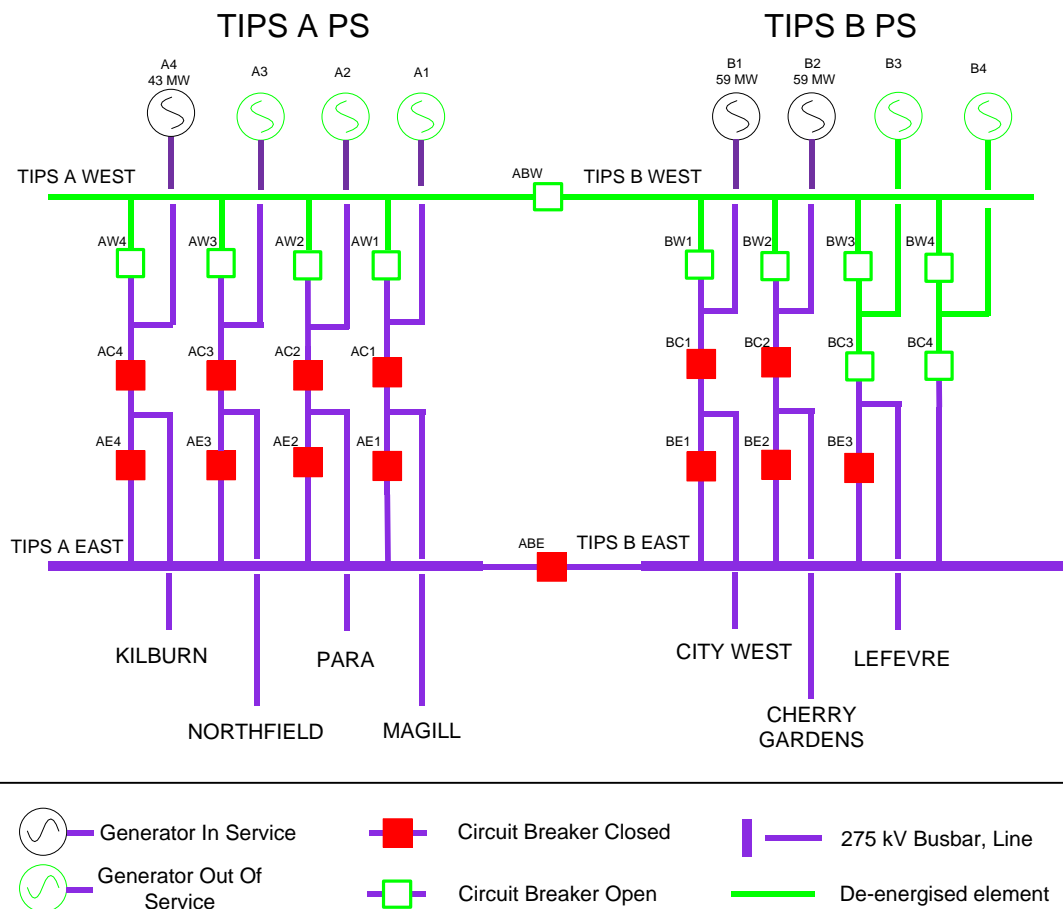 TIPS A PS
TIPS B PS
A4
43 MW
A3
A2
A1
B1
59 MW
B2
59 MW
B3
B4
TIPS A WEST
ABW
TIPS B WEST
AW4
AW3
AW2
AW1
BW1
BW2
BW3
BW4
AC4
AC3
AC2
AC1
BC1
BC2
BC3
BC4
AE4
AE3
AE2
AE1
BE1
BE2
BE3
TIPS A EAST
ABE
TIPS B EAST
KILBURN
PARA
CITY WEST
LEFEVRE
NORTHFIELD
MAGILL
CHERRY
GARDENS
Generator In Service
Circuit Breaker Closed
275 kV Busbar, Line
Generator Out Of
Service
Circuit Breaker Open
De-energised element